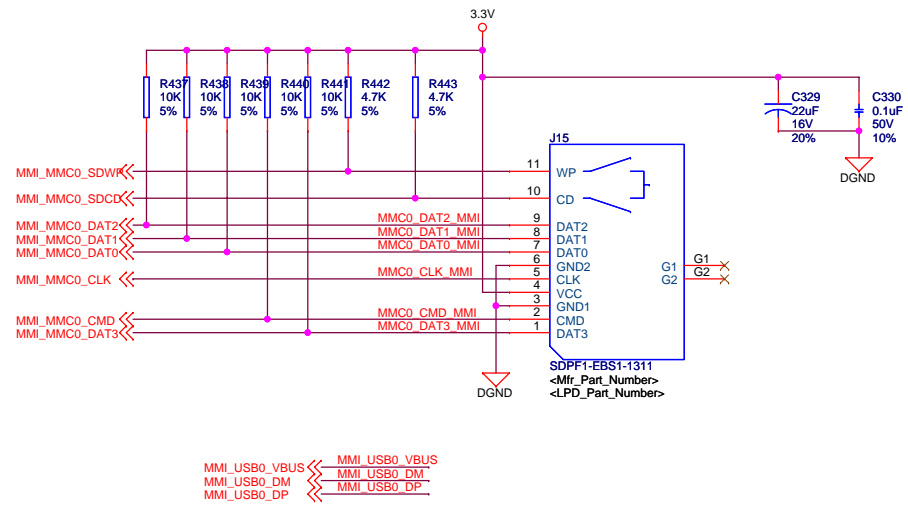 3.3V
R437
10K
5%
R438
10K
5%
R439
10K
5%
R440
10K
5%
R441
10K
5%
R442
4.7K
5%
R443
4.7K
5%
C329
22uF
16V
20%
C330
0.1uF
50V
10%
DGND
J15
MMI_MMC0_SDWP
11
WP
MMI_MMC0_SDCD
10
CD
MMI_MMC0_DAT2
MMC0_DAT2_MMI
9
DAT2
MMI_MMC0_DAT1
MMC0_DAT1_MMI
8
DAT1
MMI_MMC0_DAT0
MMC0_DAT0_MMI
7
DAT0
6
GND2
G1
G1
MMI_MMC0_CLK
MMC0_CLK_MMI
5
CLK
G2
G2
4
VCC
3
GND1
MMI_MMC0_CMD
MMC0_CMD_MMI
2
CMD
MMI_MMC0_DAT3
MMC0_DAT3_MMI
1
DAT3
SDPF1-EBS1-1311
<Mfr_Part_Number>
<LPD_Part_Number>
DGND
MMI_USB0_VBUS
MMI_USB0_VBUS
MMI_USB0_DM
MMI_USB0_DM
MMI_USB0_DP
MMI_USB0_DP